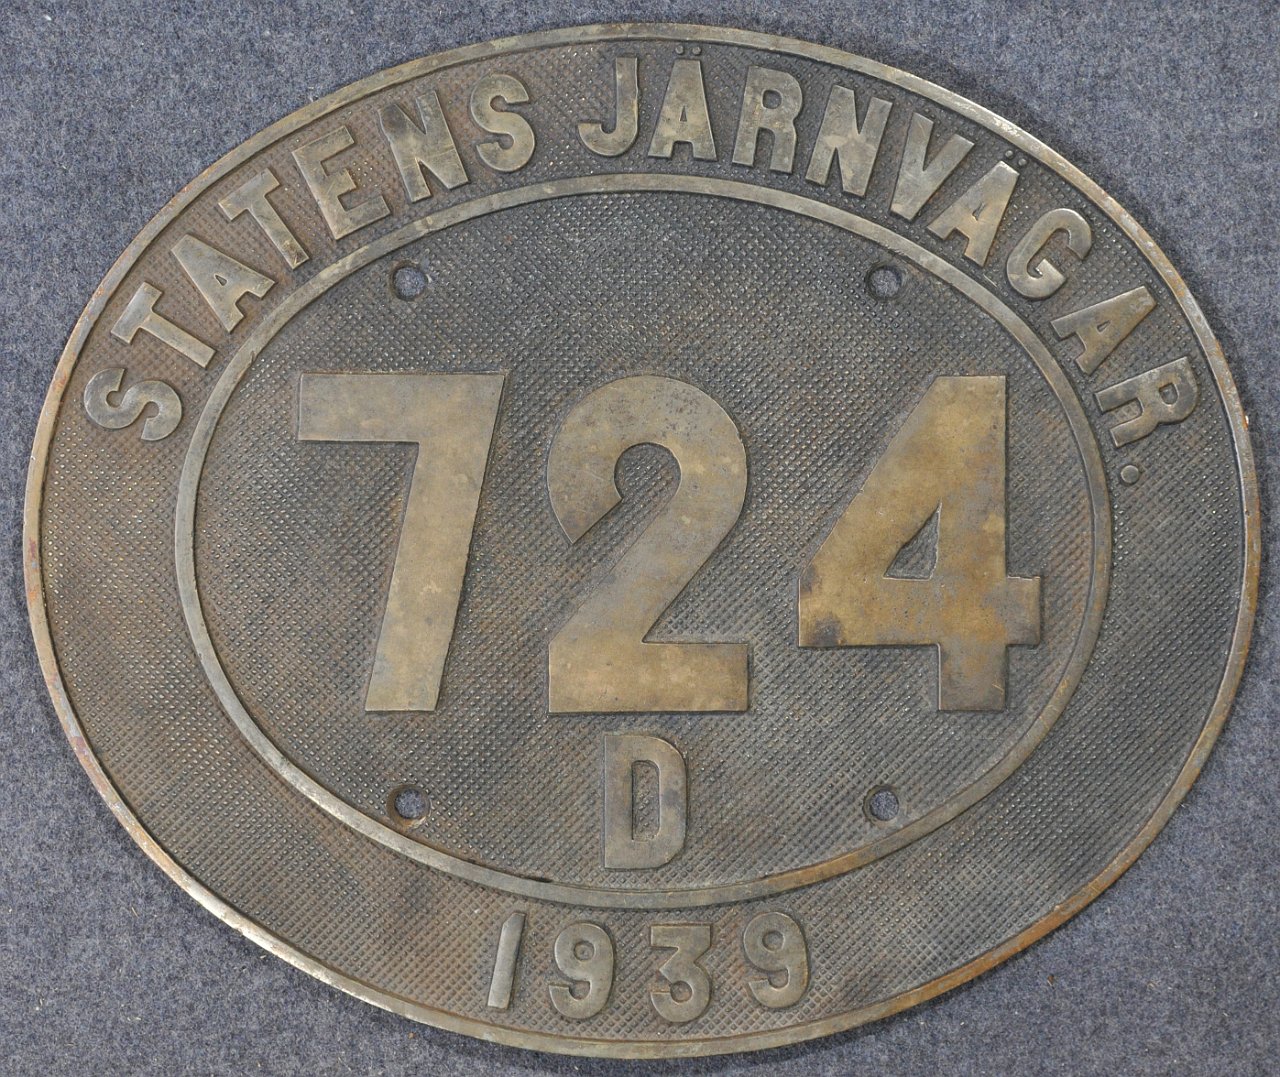 STATENS JÄRNVÄGAR.
724
D
1939